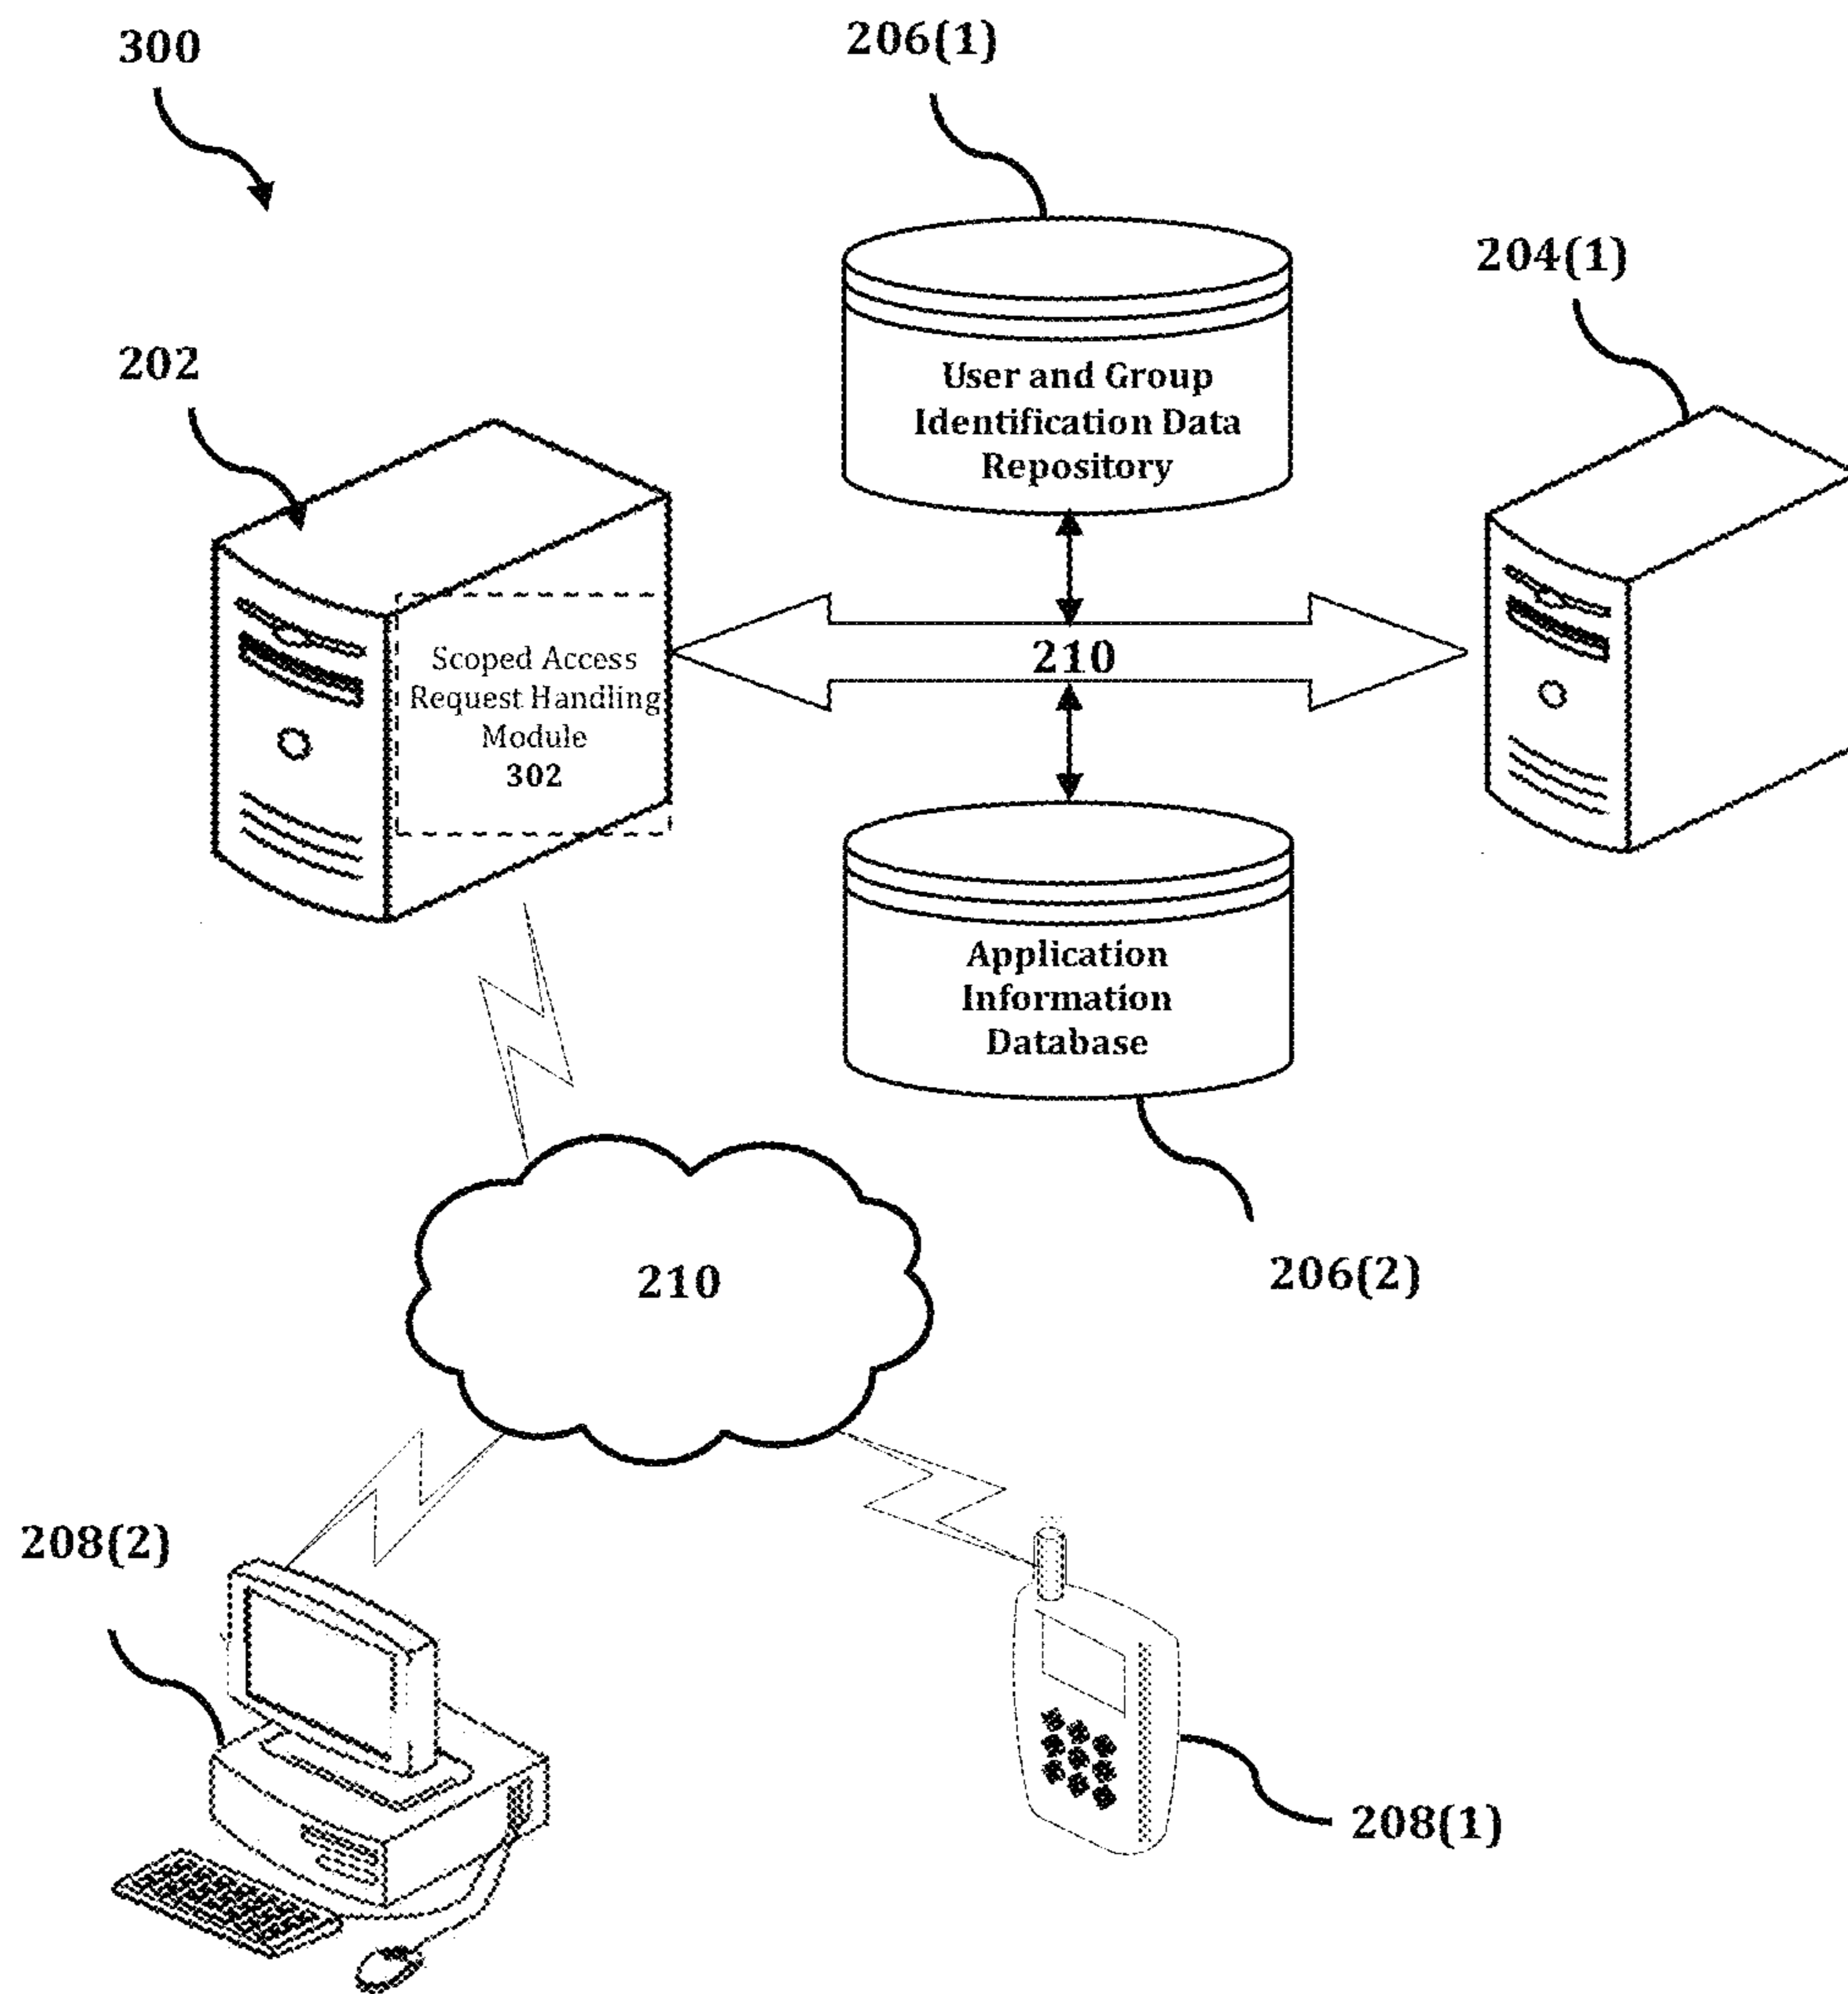 300
206(1)
204(1)
202
User and Group
Identification Data
Repository
Scoped Access
Request Handling
Module
302
210
Application
Information
Database
206(2)
210
208(2)
208(1)